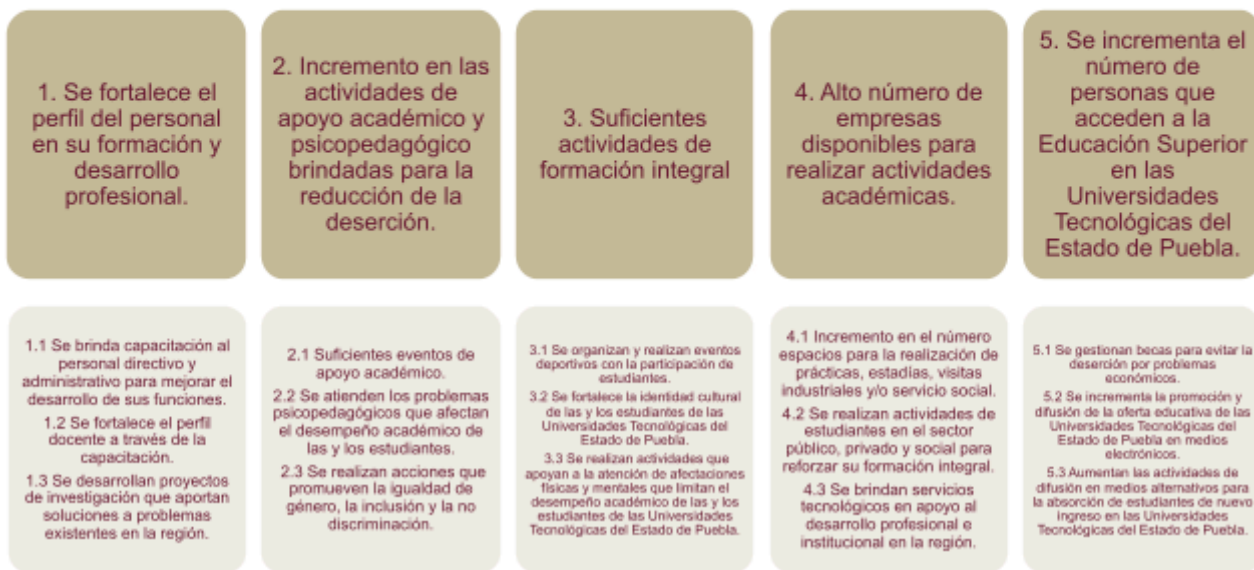 1. Se fortalece el
perfil del personal
en su formación y
desarrollo
profesional.
2. Incremento en las
actividades de
apoyo académico y
psicopedagógico
brindadas para la
reducción de la
deserción.
3. Suficientes
actividades de
formación integral
4. Alto número de
empresas
disponibles para
realizar actividades
académicas.
5. Se incrementa el
número de
personas que
acceden a la
Educación Superior
en las
Universidades
Tecnológicas del
Estado de Puebla.
1.1 Se brinda capacitación al
personal directivo y
administrativo para mejorar el
desarrollo de sus funciones.
1.2 Se fortalece el perfil
docente a través de la
capacitación.
1.3 Se desarrollan proyectos
de investigación que aportan
soluciones a problemas
existentes en la región.
2.1 Suficientes eventos de
apoyo académico.
2.2 Se atienden los problemas
psicopedagógicos que afectan
el desempeño académico de
las y los estudiantes.
2.3 Se realizan acciones que
promueven la igualdad de
género, la inclusión y la no
discriminación.
3.1 Se organizan y realizan eventos
deportivos con la participación de
estudiantes.
3.2 Se fortalece la identidad cultural
de las y los estudiantes de las
Universidades Tecnológicas del
Estado de Puebla.
3.3 Se realizan actividades que
apoyan a la atención de afectaciones
físicas y mentales que limitan el
desempeño académico de las y los
estudiantes de las Universidades
Tecnológicas del Estado de Puebla.
4.1 Incremento en el número
espacios para la realización de
prácticas, estadías, visitas
industriales y/o servicio social.
4.2 Se realizan actividades de
estudiantes en el sector
público, privado y social para
reforzar su formación integral.
4.3 Se brindan servicios
tecnológicos en apoyo al
desarrollo profesional e
institucional en la región.
5.1 Se gestionan becas para evitar la
deserción por problemas
económicos.
5.2 Se incrementa la promoción y
difusión de la oferta educativa de las
Universidades Tecnológicas del
Estado de Puebla en medios
electrónicos.
5.3 Aumentan las actividades de
difusión en medios alternativos para
la absorción de estudiantes de nuevo
ingreso en las Universidades
Tecnológicas del Estado de Puebla.